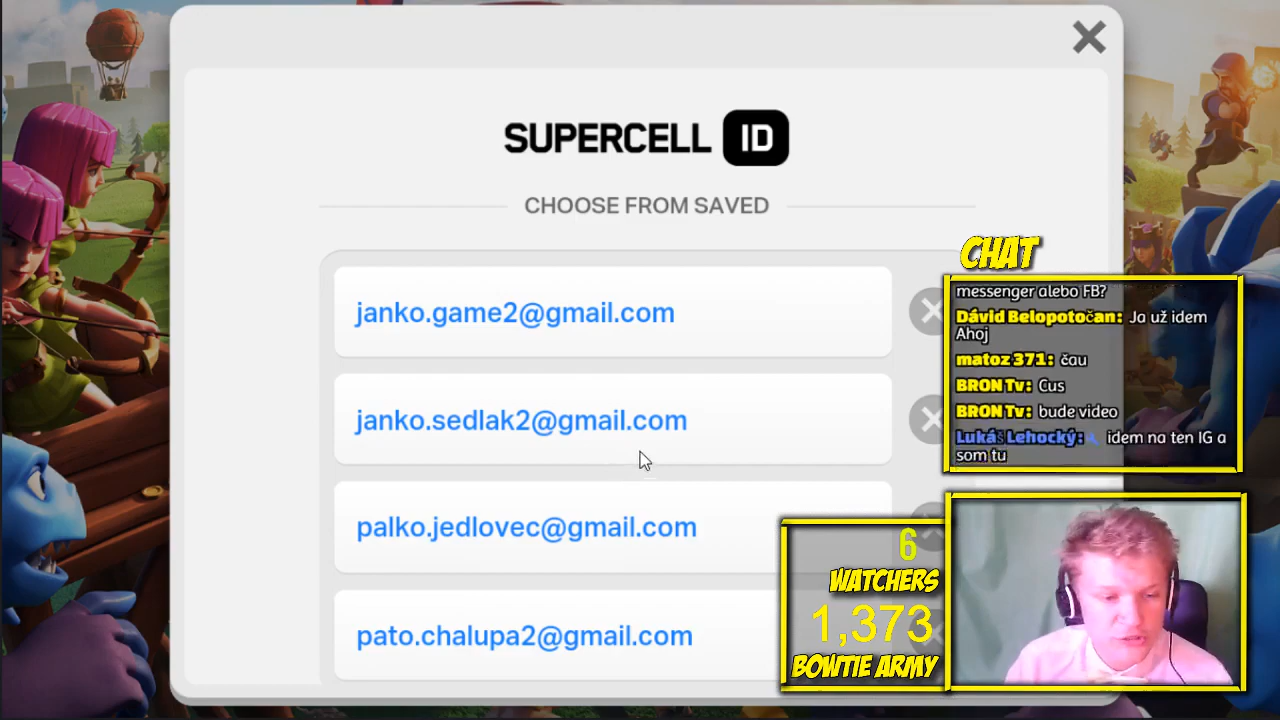 SUPERCELL ID
CHOOSE FROM SAVED
janko.game2@gmail.com
janko.sedlak2@gmail.com
palko.jedlovec@gmail.com
pato.chalupa2@gmail.com
CHAT
messenger alebo FB?
Dávid Belopotočan: Ja už idem
Ahoj
matoz 371: čau
BRON Tv: Cus
BRON Tv: bude video
Lukáš Lehocký: idem na ten IG a
som tu
6
WATCHERS
1,373
BOWTIE ARMY